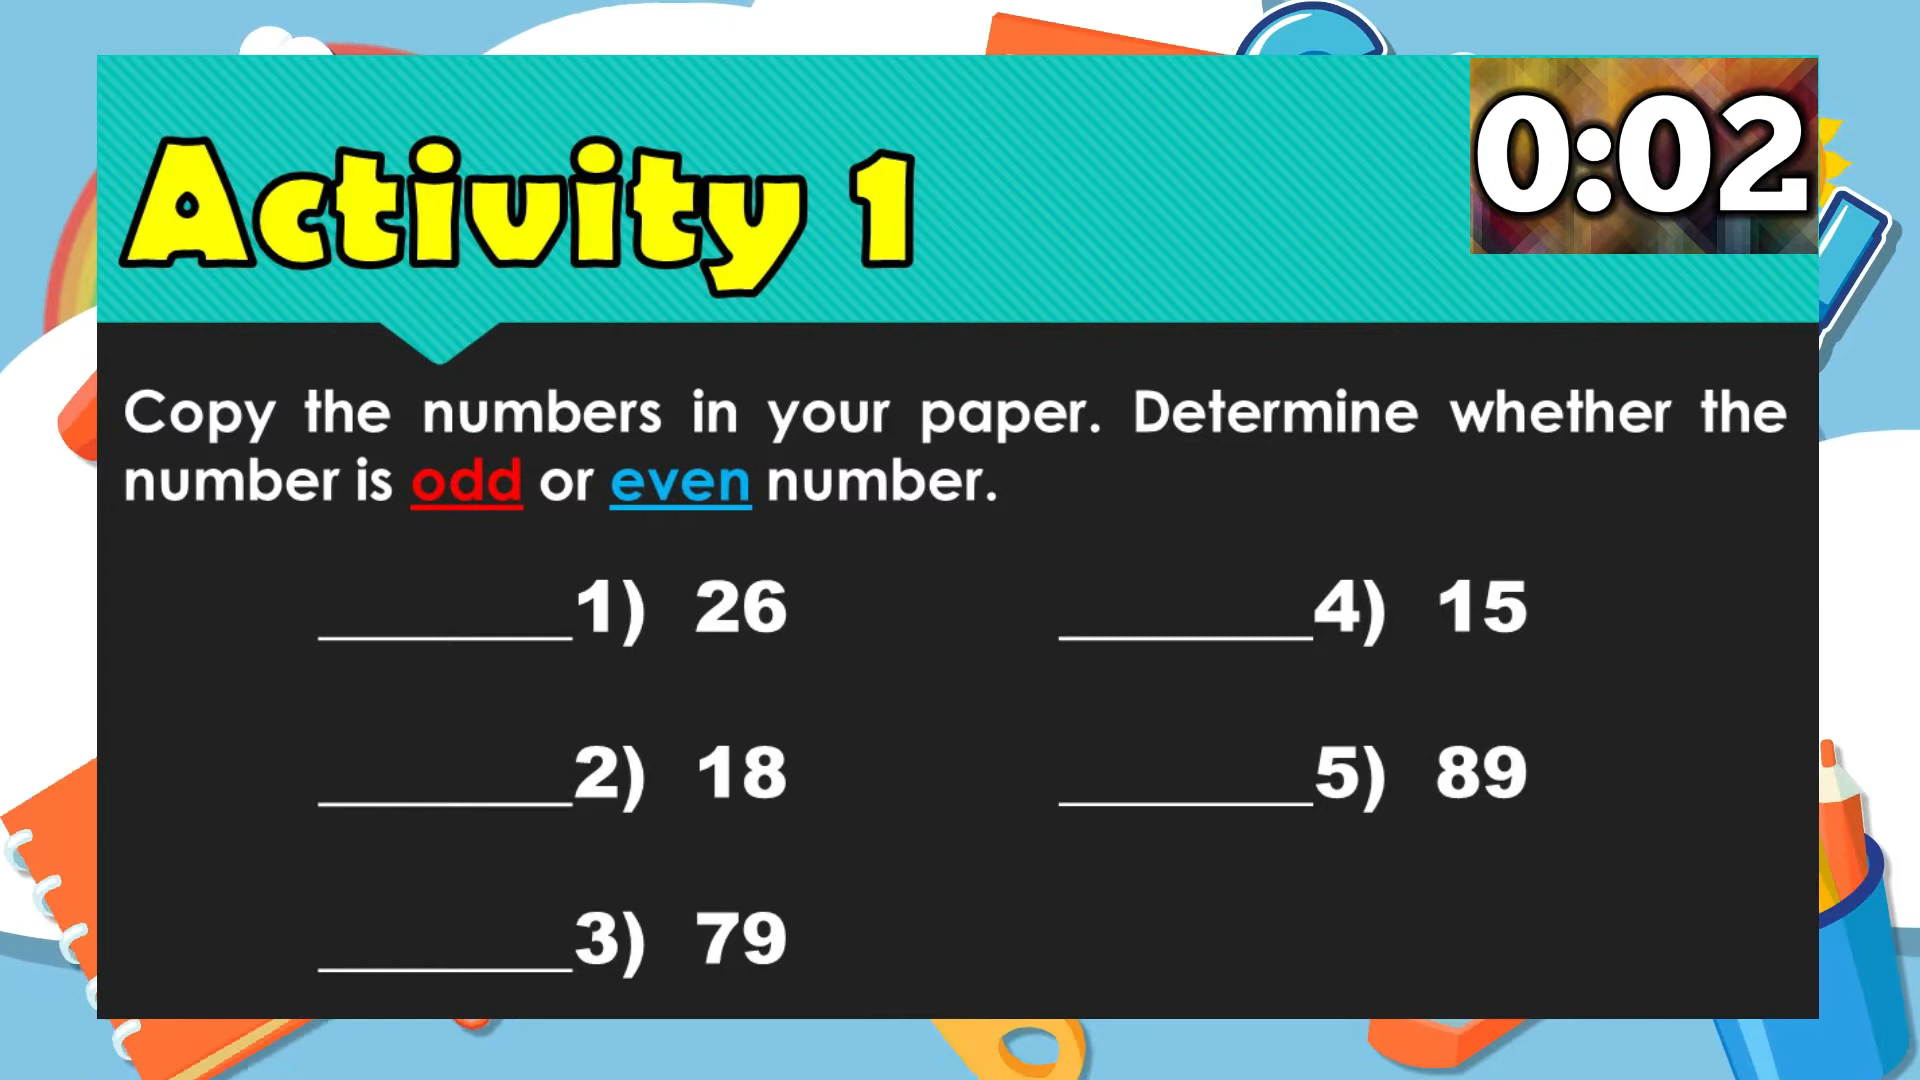 Activity 1
0:02
Copy the numbers in your paper. Determine whether the
number is odd or even number.
________1) 26
________4) 15
________2) 18
________5) 89
________3) 79